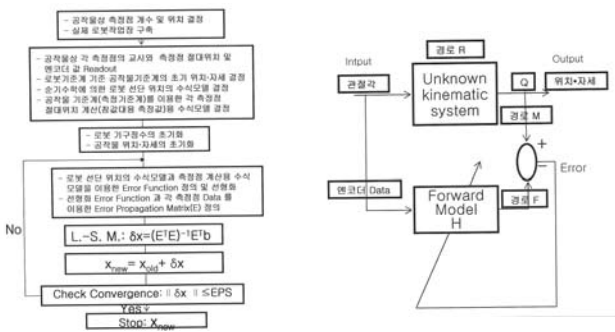 - 공작물상 측정점 개수 및 위치 결정
- 실제 로봇작업장 구축
- 공작물상 각 측정점의 교시와 측정점 절대위치 및
엔코더 값 Readout
- 로봇기준계 기준 공작물기준계의 초기 위치·자세 결정
- 순기수학에 의한 로봇 선단 위치의 수식모델 결정
- 공작물 기준계(측정기준계)를 이용한 각 측정점
절대위치 계산(참값대용 측정값)용 수식모델 결정
- 로봇 기구정수의 초기화
- 공작물 위치·자세의 초기화
- 로봇 선단 위치의 수식모델과 측정점 계산용 수식
모델을 이용한 Error Function 정의 및 선형화
- 선형화 Error Function 과 각 측정점 Data 를
이용한 Error Propagation Matrix(E) 정의
No
L.-S. M.: δx=(EᵀE)⁻¹Eᵀb
x_new = x_old + δx
Check Convergence: ∥ δx ∥ ≤EPS
Yes
Stop: x_new
경로 R
Intput
Output
관절각
Unknown
kinematic
system
Q
위치•자세
경로 M
+
-
Error
엔코더 Data
Forward
Model
H
경로 F